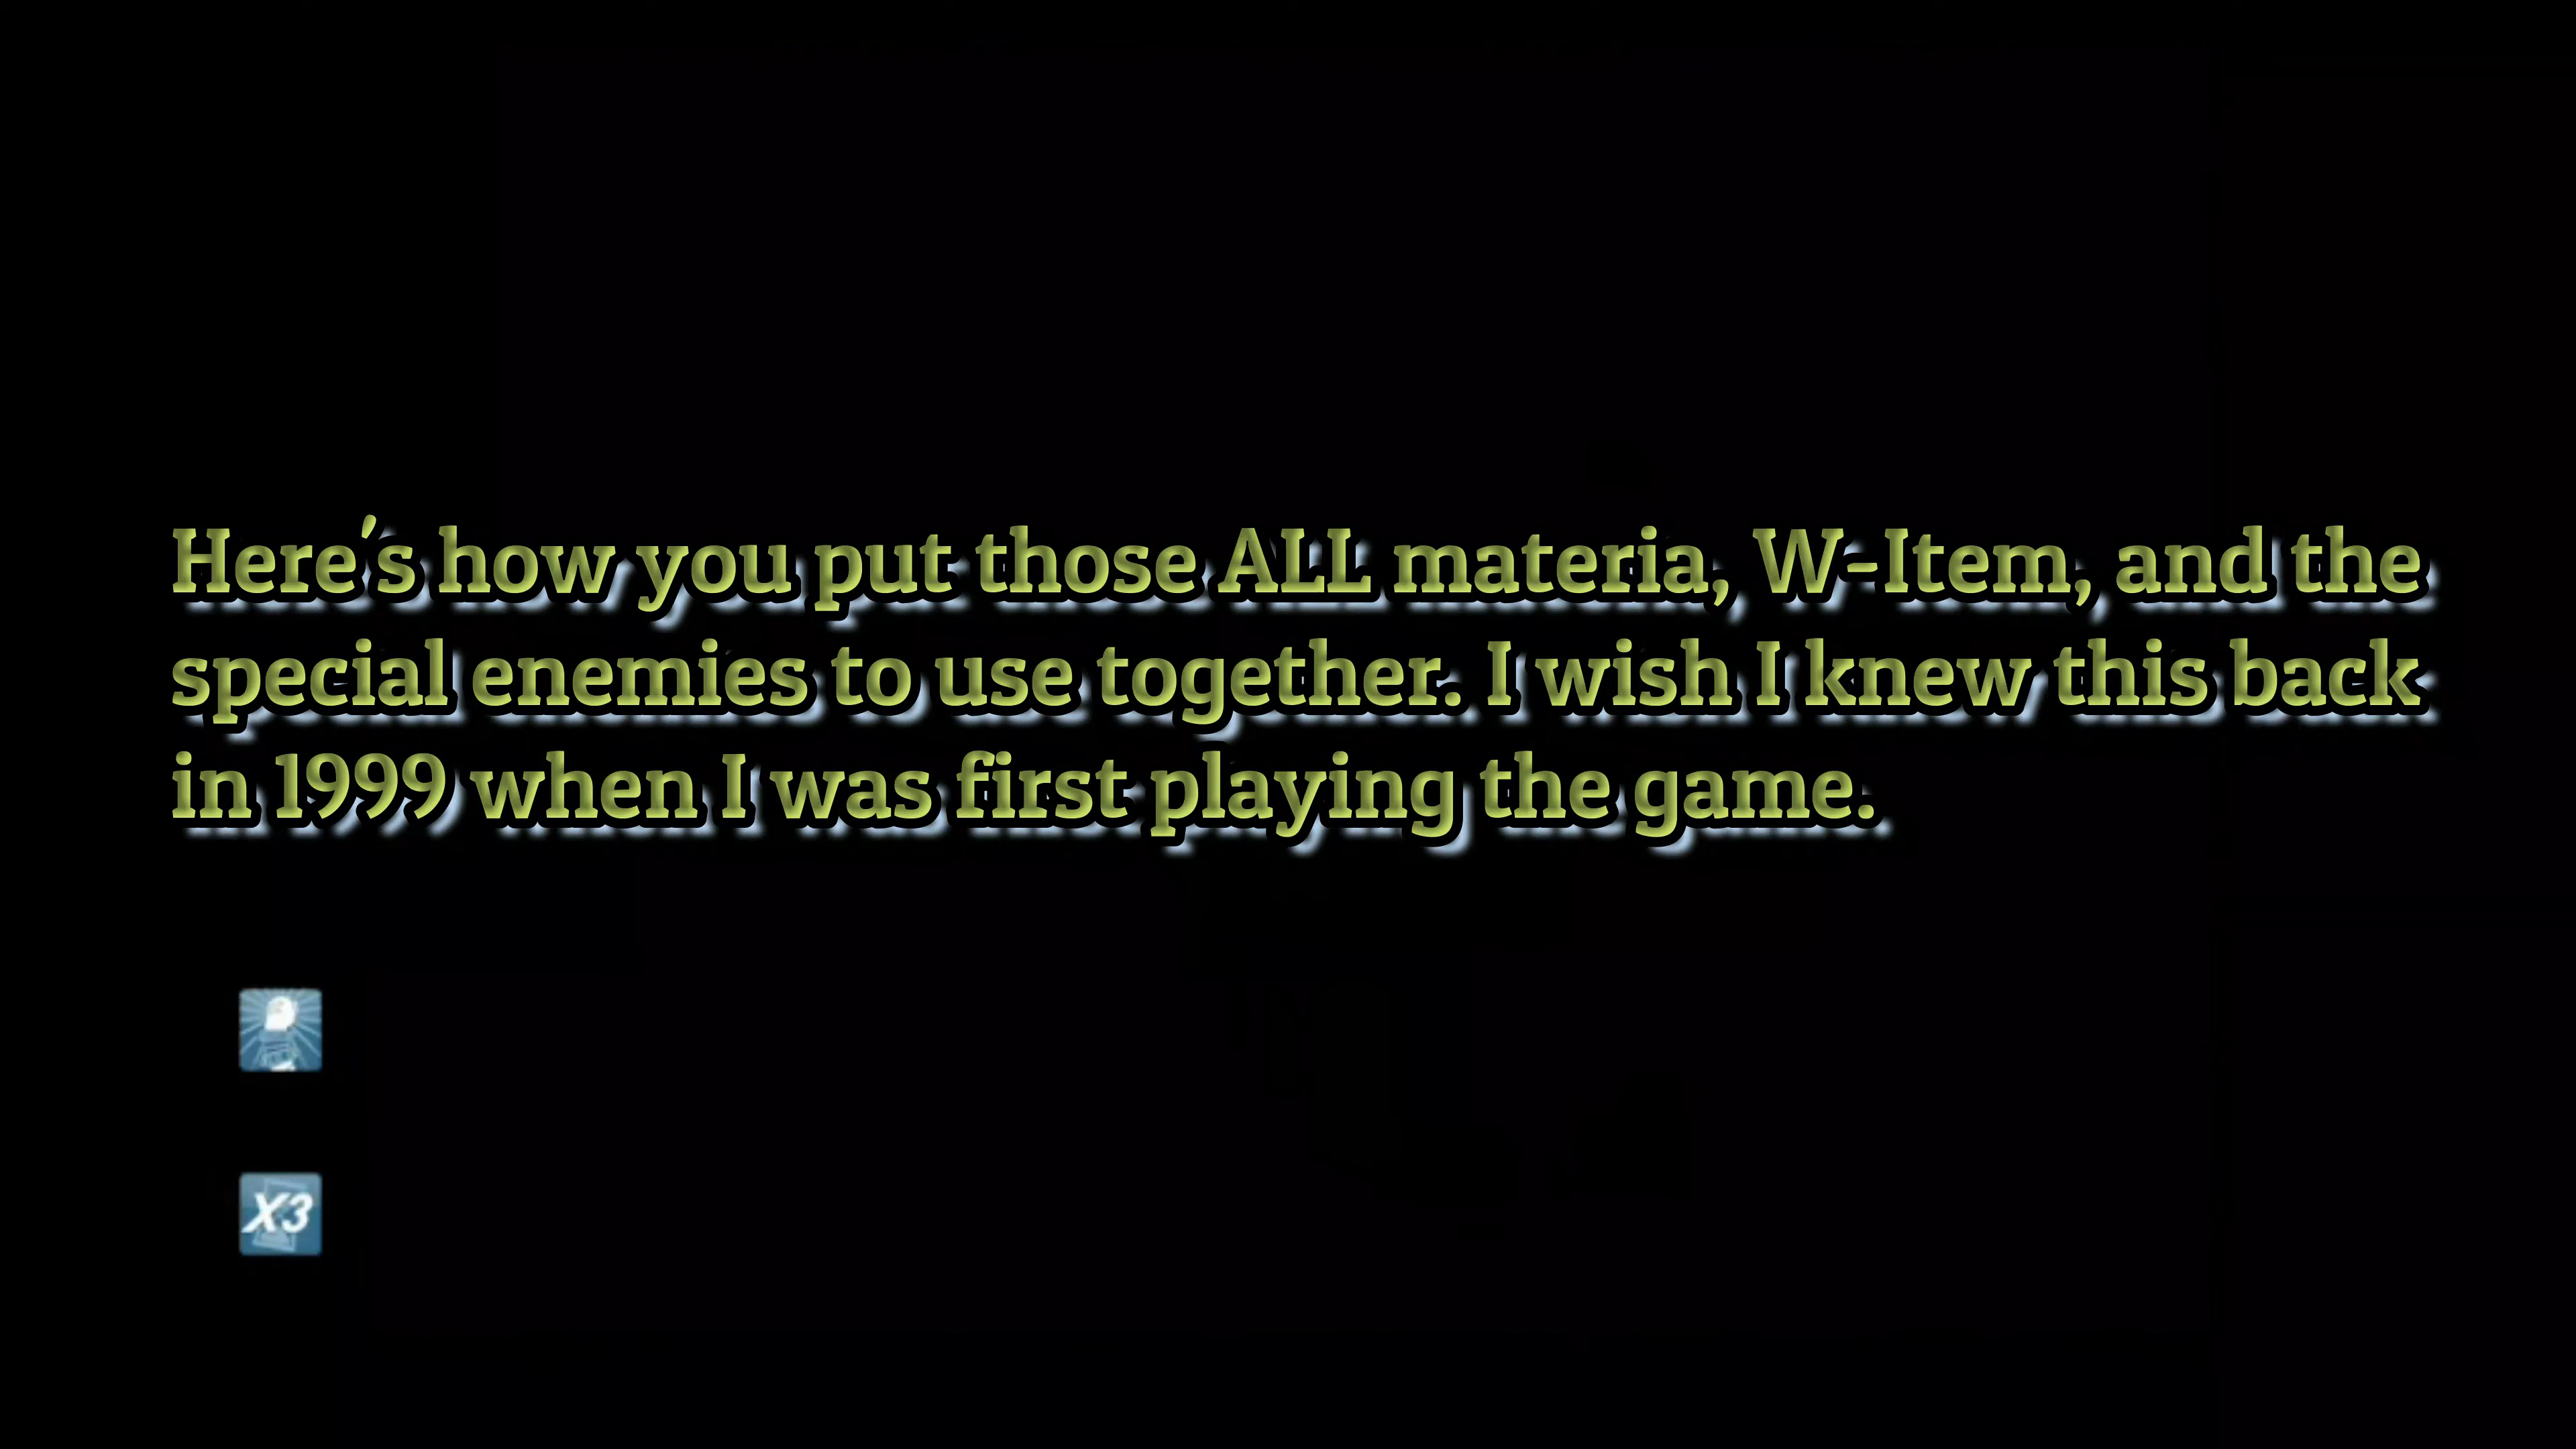 Here's how you put those ALL materia, W-Item, and the
special enemies to use together. I wish I knew this back
in 1999 when I was first playing the game.
X3